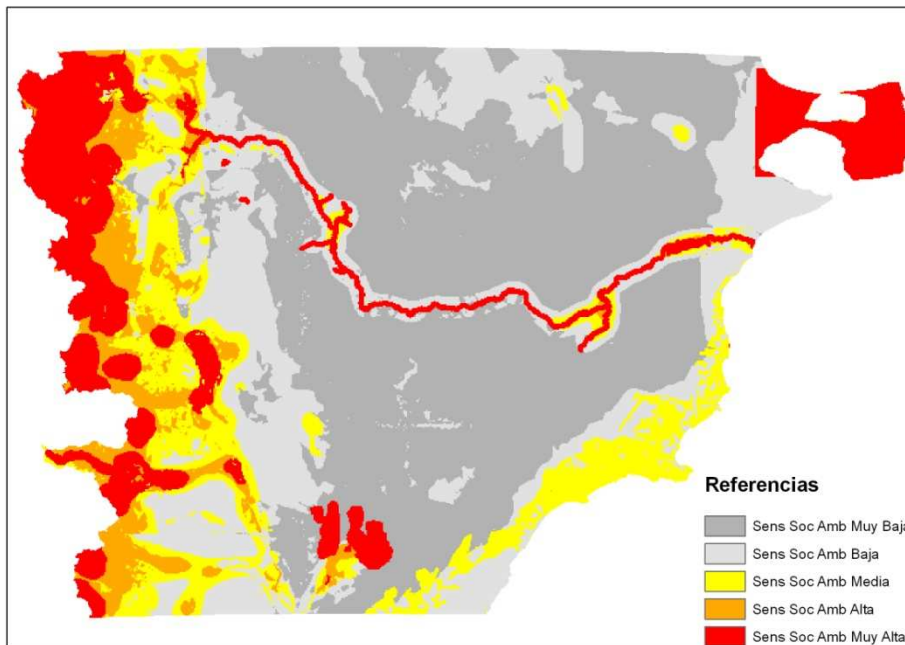 Referencias
Sens Soc Amb Muy Baja
Sens Soc Amb Baja
Sens Soc Amb Media
Sens Soc Amb Alta
Sens Soc Amb Muy Alta